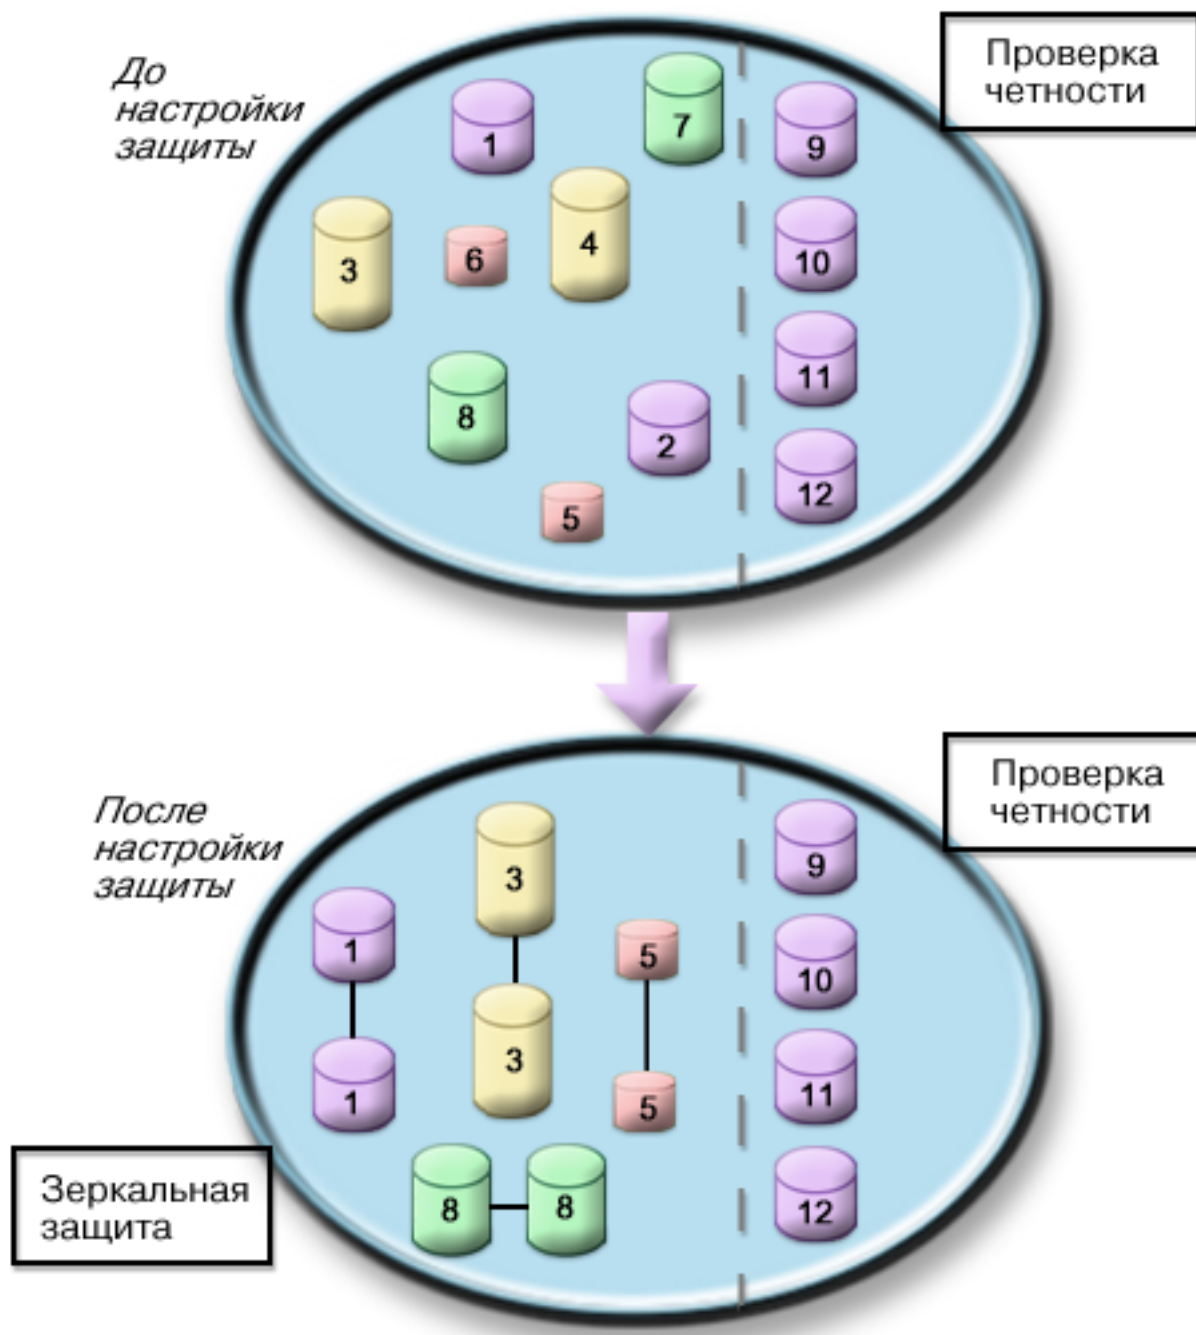 До
настройки
защиты
Проверка
четности
1
7
9
3
6
4
10
8
2
11
5
12
После
настройки
защиты
Проверка
четности
3
9
1
5
10
3
1
5
11
8
8
12
Зеркальная
защита